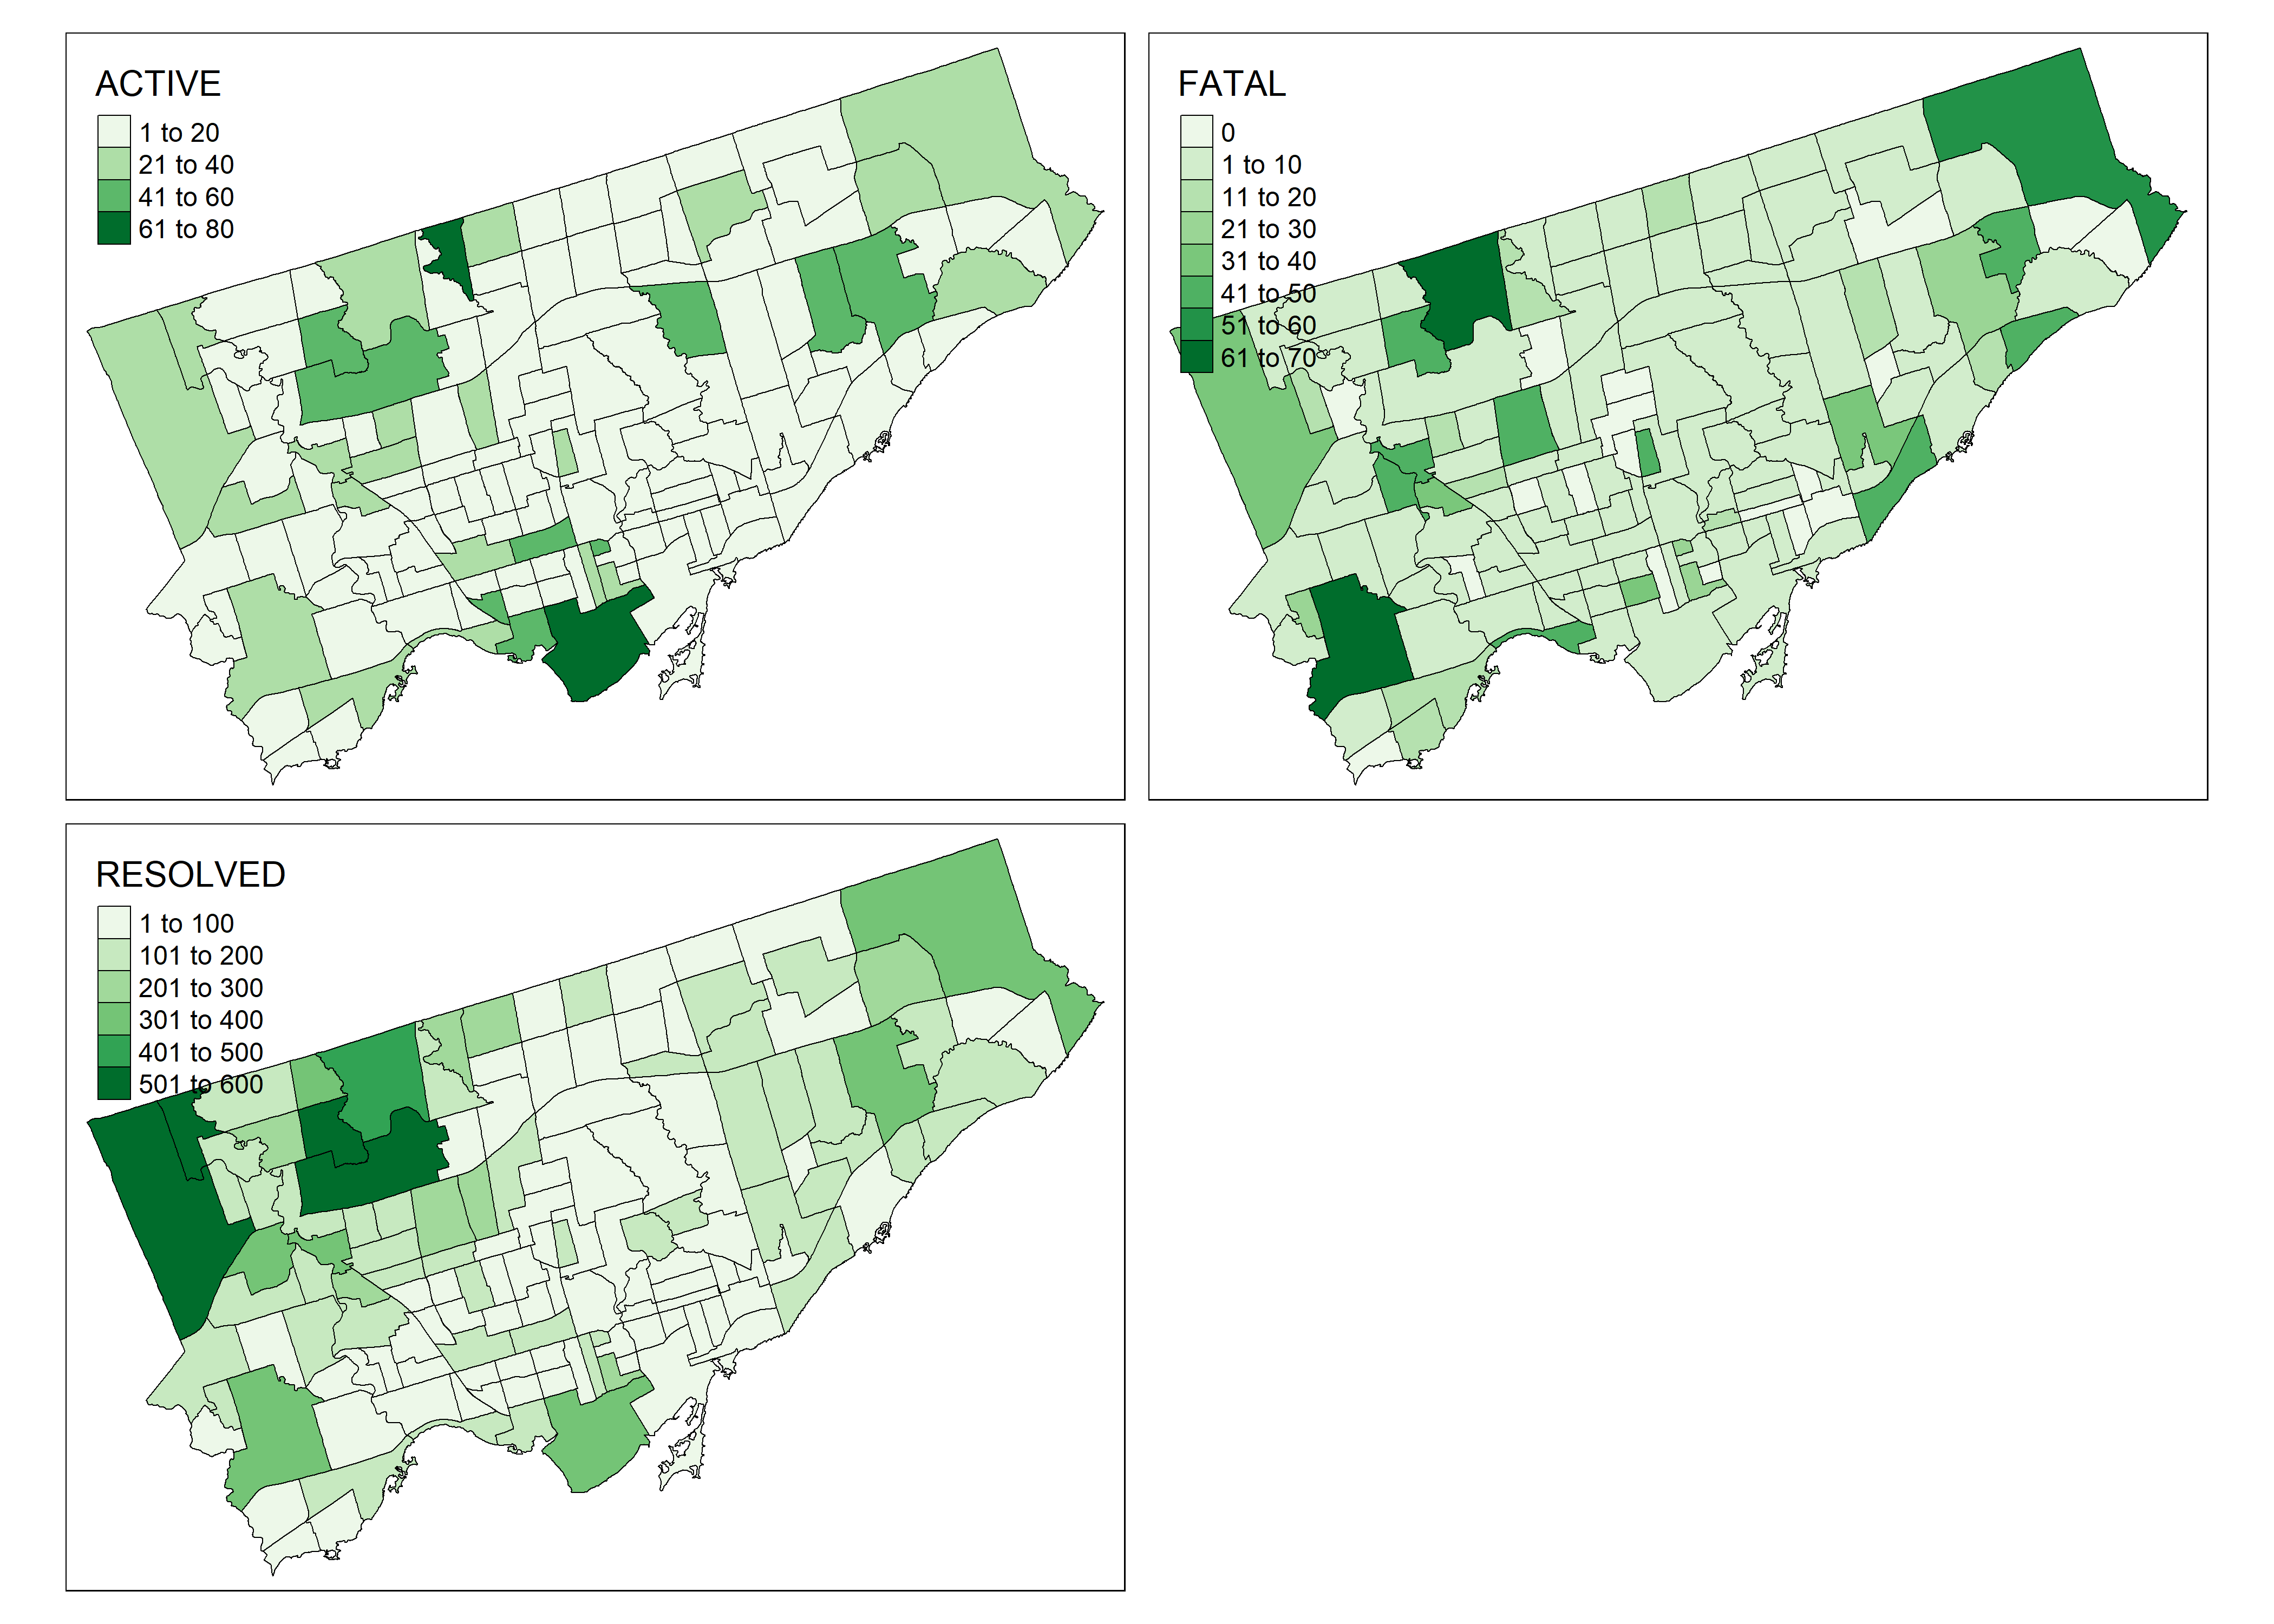 ACTIVE
1 to 20
21 to 40
41 to 60
61 to 80
FATAL
0
1 to 10
11 to 20
21 to 30
31 to 40
41 to 50
51 to 60
61 to 70
RESOLVED
1 to 100
101 to 200
201 to 300
301 to 400
401 to 500
501 to 600